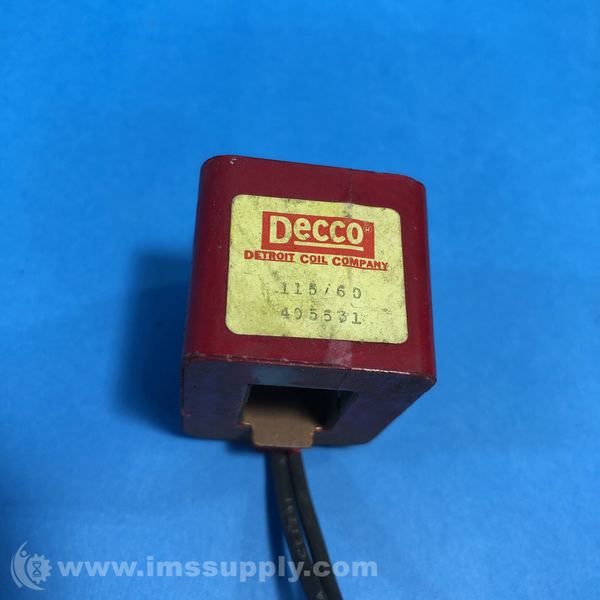 Decco
DETROIT COIL COMPANY
115/60
405631
www.imssupply.com